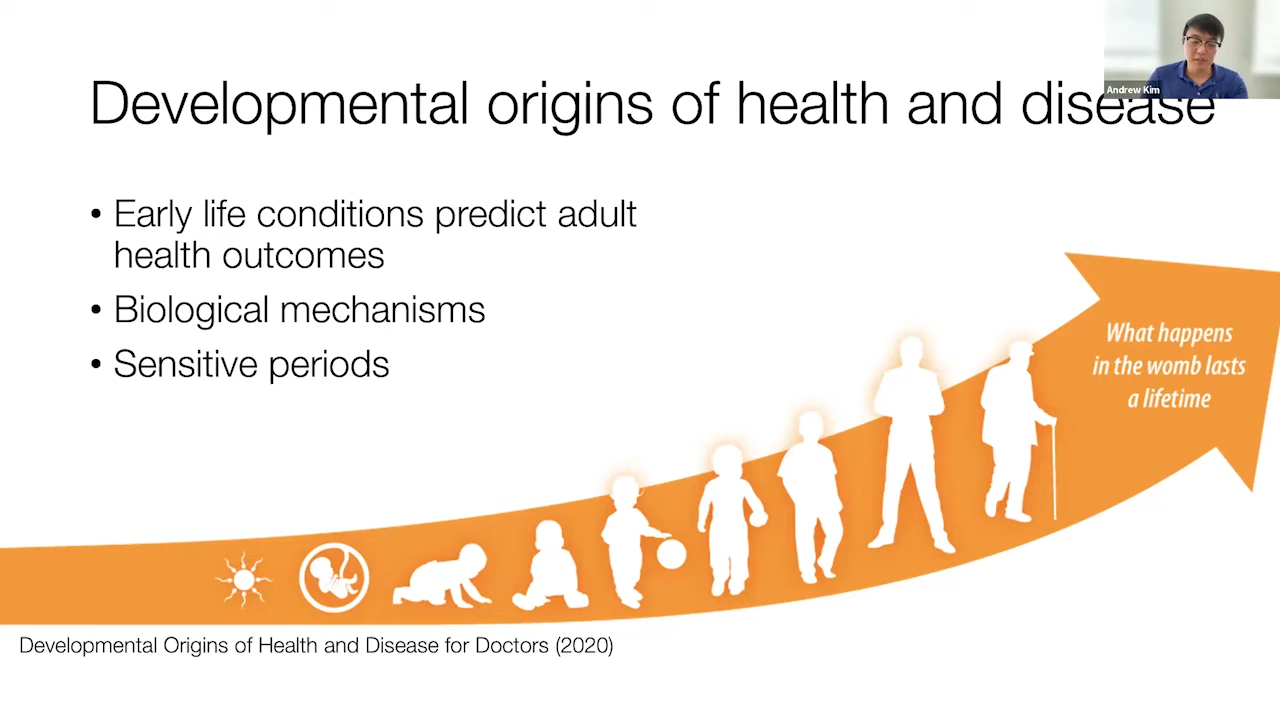 Andrew Kim
Developmental origins of health and disease
• Early life conditions predict adult
health outcomes
• Biological mechanisms
• Sensitive periods
What happens
in the womb lasts
a lifetime
Developmental Origins of Health and Disease for Doctors (2020)